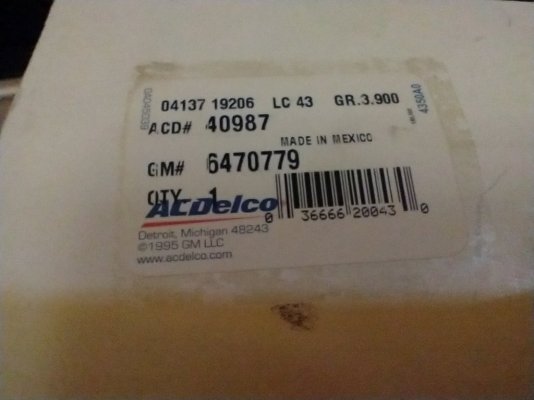 04137 19206 LC 43 GR.3.900
ACD# 40987
MADE IN MEXICO
GM# 6470779
QTY 1
ACDelco
0 36666 20043 0
Detroit, Michigan 48243
©1995 GM LLC
www.acdelco.com
4350A0